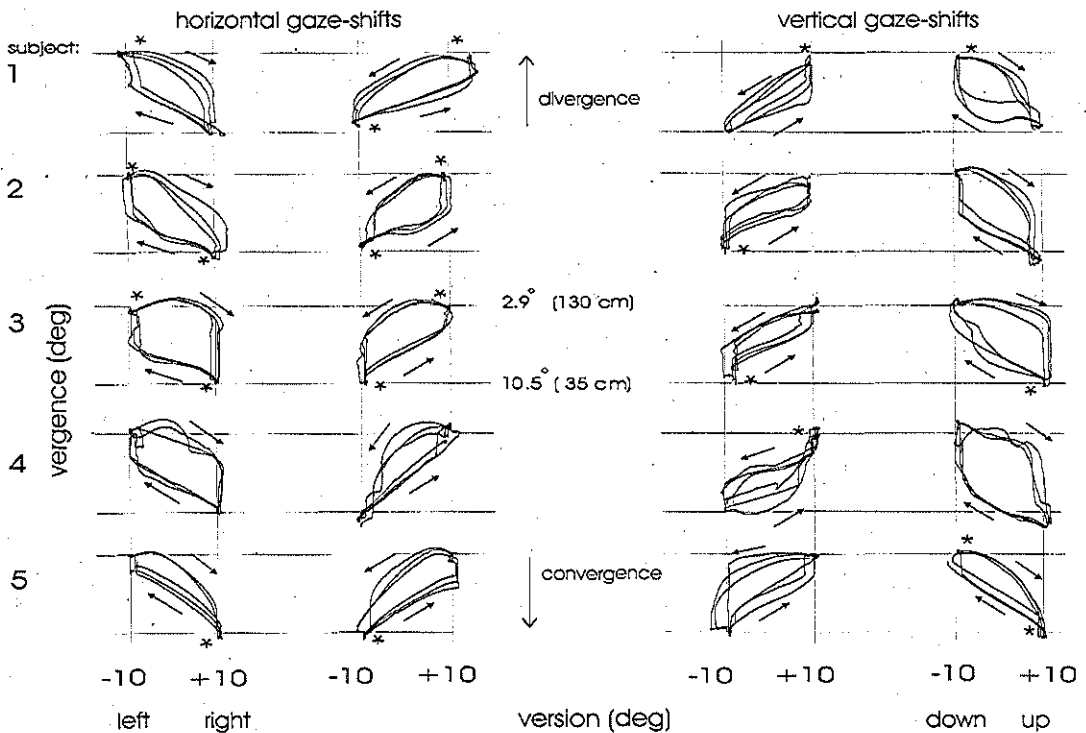 horizontal gaze-shifts
vertical gaze-shifts
subject:
1
divergence
2
3
2.9° (130 cm)
10.5° (35 cm)
vergence (deg)
4
5
convergence
-10 +10 -10 +10 -10 +10 -10 +10
left right version (deg) down up